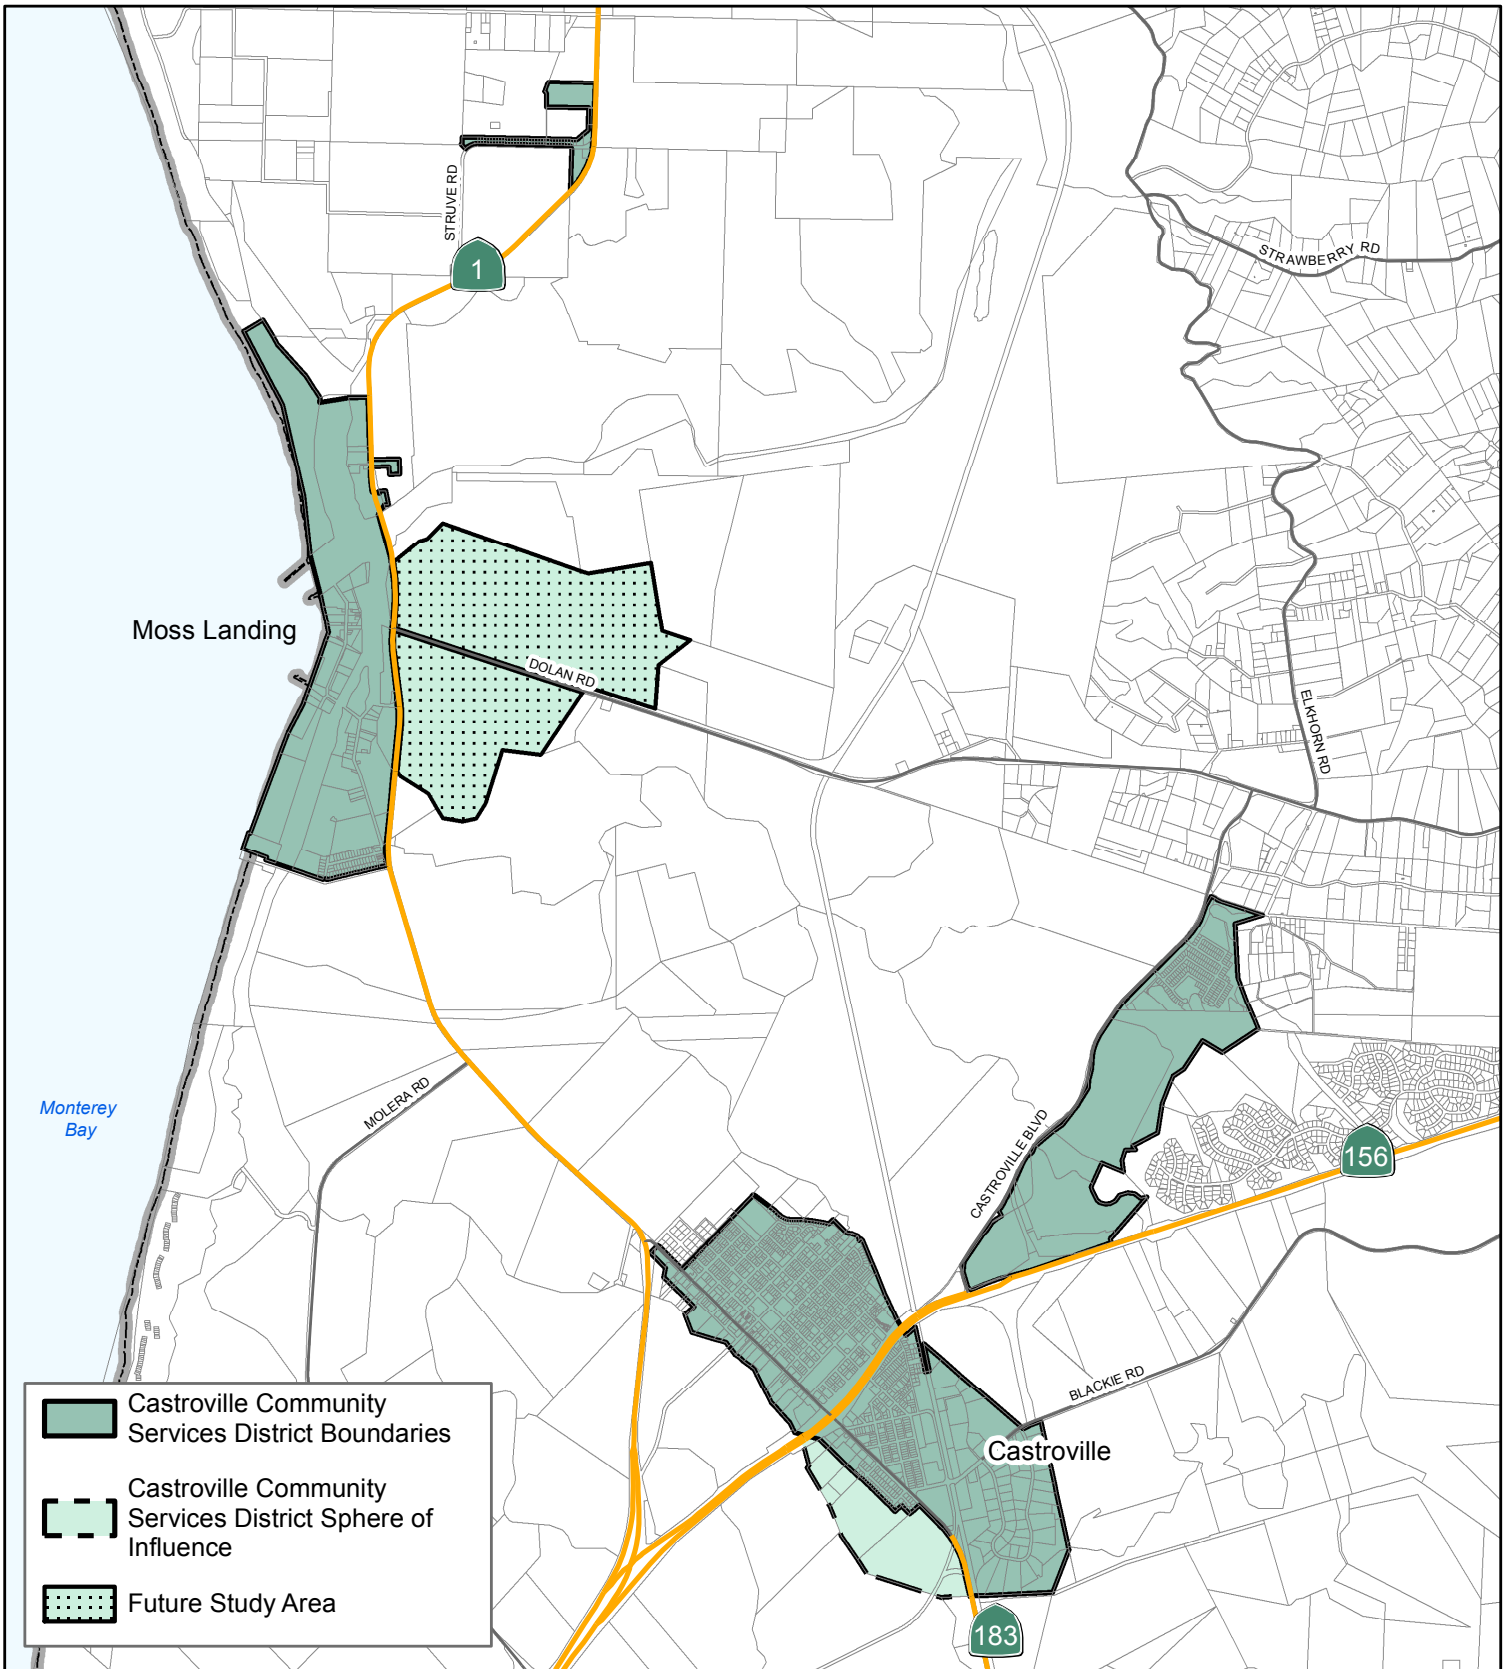 STRUVE RD
1
STRAWBERRY RD
Moss Landing
DOLAN RD
ELKHORN RD
Monterey
Bay
MOLERA RD
CASTROVILLE BLVD
156
BLACKIE RD
Castroville
183
Castroville Community
Services District Boundaries
Castroville Community
Services District Sphere of
Influence
Future Study Area